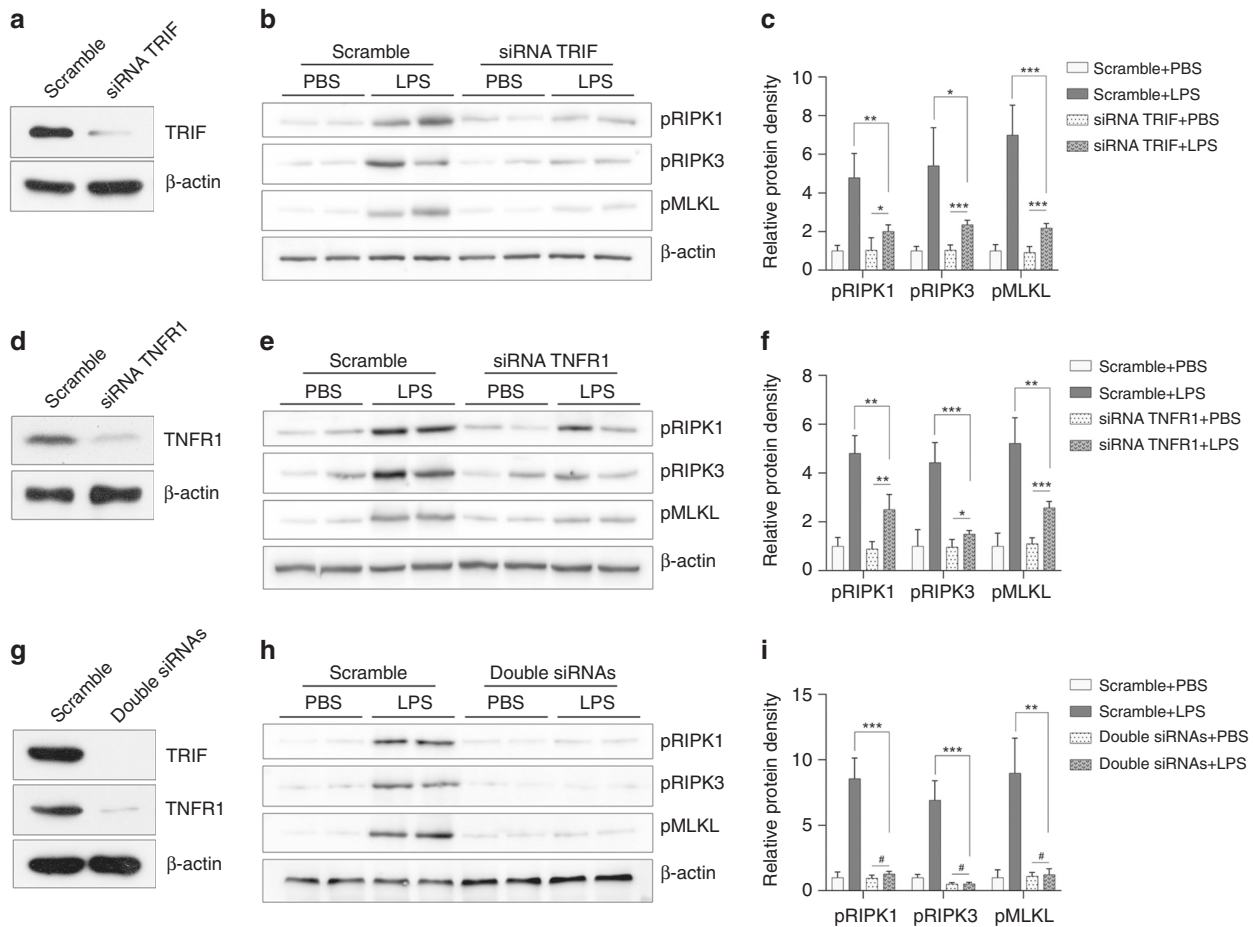 a
Scramble
siRNA TRIF
TRIF
β-actin
b
Scramble
siRNA TRIF
PBS
LPS
PBS
LPS
pRIPK1
pRIPK3
pMLKL
β-actin
c
Relative protein density
10
8
6
4
2
0
**
*
*
***
***
***
pRIPK1
pRIPK3
pMLKL
Scramble+PBS
Scramble+LPS
siRNA TRIF+PBS
siRNA TRIF+LPS
d
Scramble
siRNA TNFR1
TNFR1
β-actin
e
Scramble
siRNA TNFR1
PBS
LPS
PBS
LPS
pRIPK1
pRIPK3
pMLKL
β-actin
f
Relative protein density
8
6
4
2
0
**
**
***
*
**
***
pRIPK1
pRIPK3
pMLKL
Scramble+PBS
Scramble+LPS
siRNA TNFR1+PBS
siRNA TNFR1+LPS
g
Scramble
Double siRNAs
TRIF
TNFR1
β-actin
h
Scramble
Double siRNAs
PBS
LPS
PBS
LPS
pRIPK1
pRIPK3
pMLKL
β-actin
i
Relative protein density
15
10
5
0
***
#
***
#
**
#
pRIPK1
pRIPK3
pMLKL
Scramble+PBS
Scramble+LPS
Double siRNAs+PBS
Double siRNAs+LPS